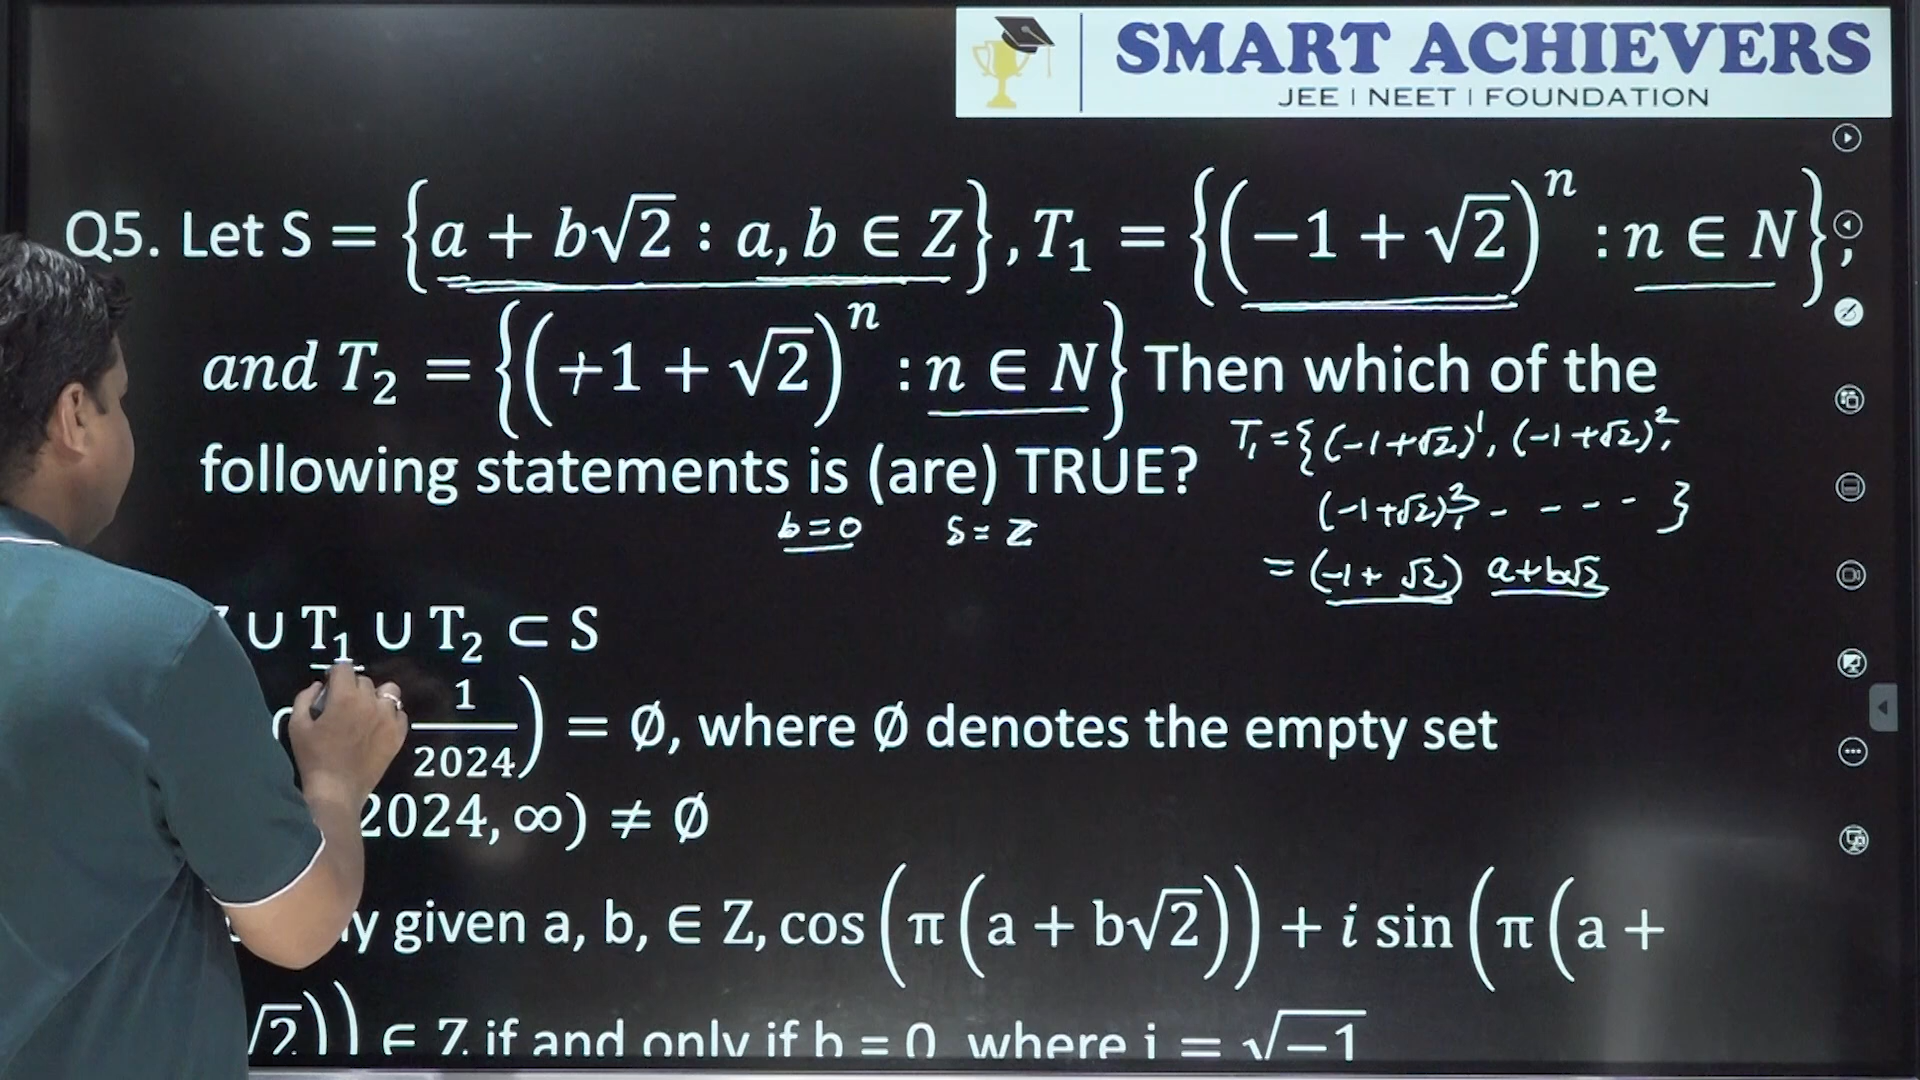 SMART ACHIEVERS
JEE | NEET | FOUNDATION
Q5. Let S = {a + b√2 : a, b ∈ Z}, T₁ = {(−1 + √2)ⁿ : n ∈ N};
and T₂ = {(+1 + √2)ⁿ : n ∈ N} Then which of the
following statements is (are) TRUE?
T₁ = {(-1+√2)¹, (-1+√2)²,
(-1+√2)³, - - - - - }
b=0 S = Z
= (-1+ √2) a+b√2
∪ T₁ ∪ T₂ ⊂ S
1/2024) = Ø, where Ø denotes the empty set
2024, ∞) ≠ Ø
given a, b, ∈ Z, cos(π(a + b√2)) + i sin(π(a +
√2)) ∈ Z if and only if b = 0, where i = √−1